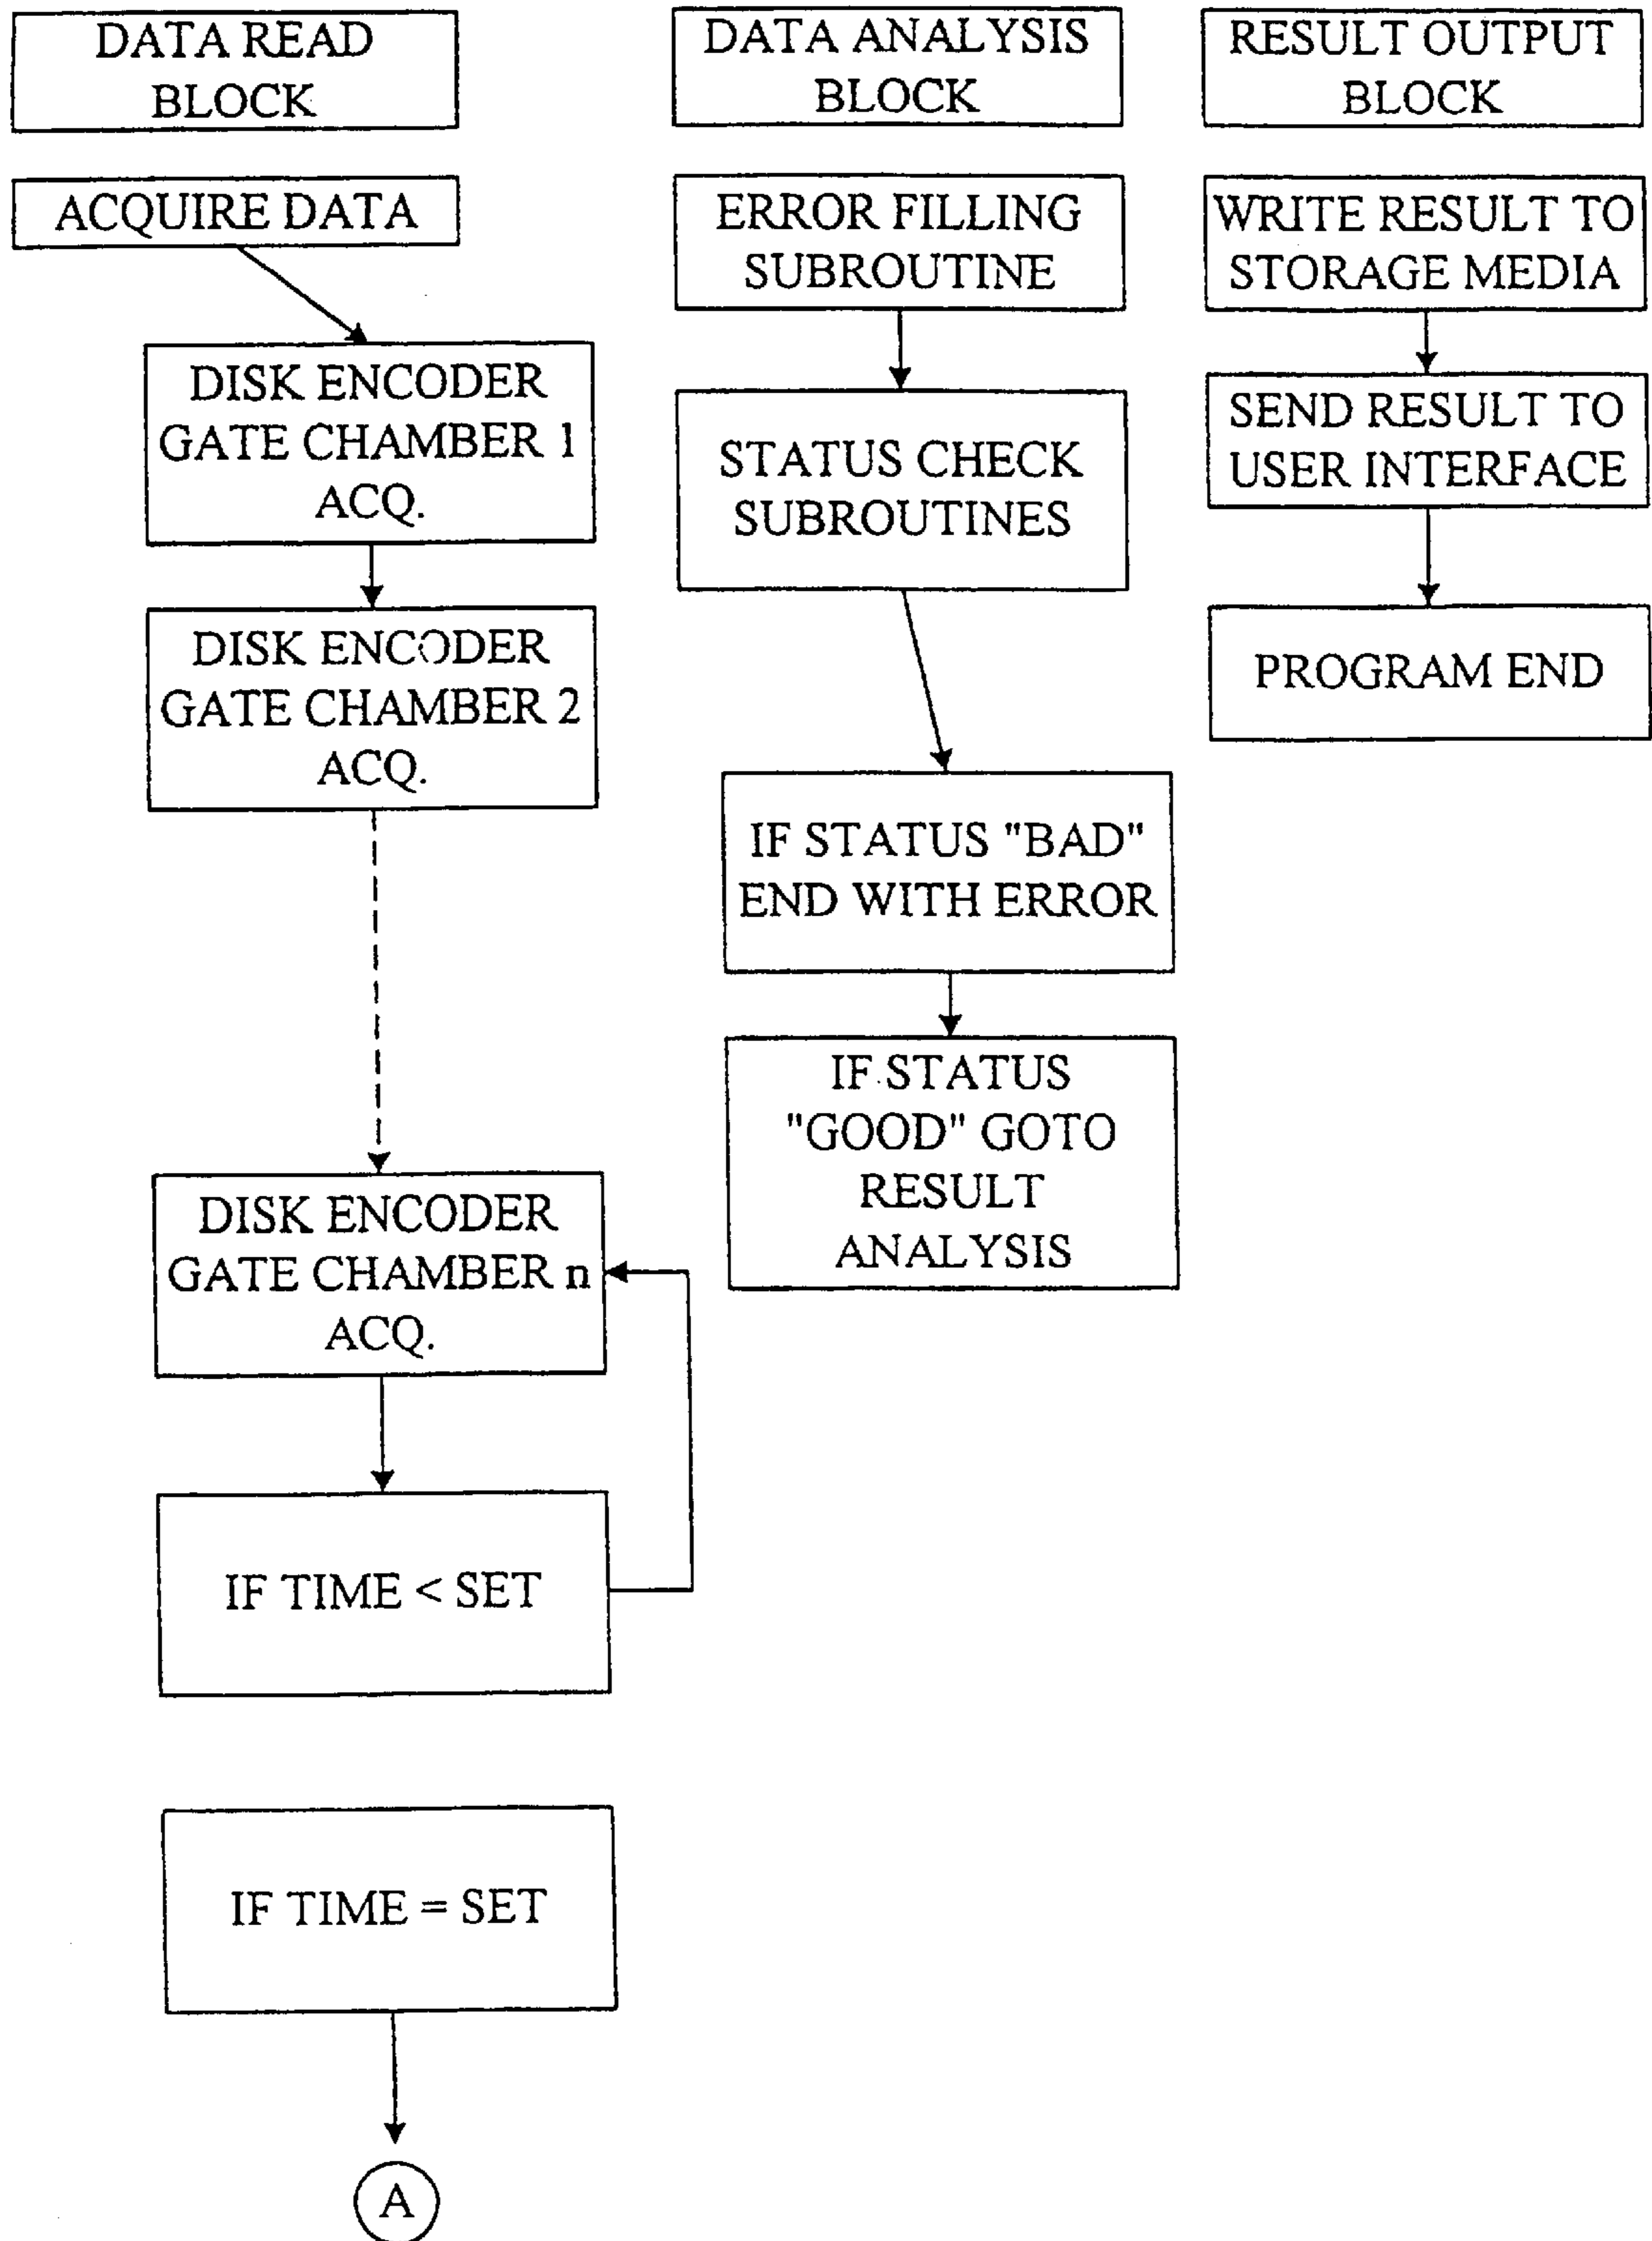 DATA READ
BLOCK
ACQUIRE DATA
DISK ENCODER
GATE CHAMBER 1
ACQ.
DISK ENCODER
GATE CHAMBER 2
ACQ.
DISK ENCODER
GATE CHAMBER n
ACQ.
IF TIME < SET
IF TIME = SET
A
DATA ANALYSIS
BLOCK
ERROR FILLING
SUBROUTINE
STATUS CHECK
SUBROUTINES
IF STATUS "BAD"
END WITH ERROR
IF STATUS
"GOOD" GOTO
RESULT
ANALYSIS
RESULT OUTPUT
BLOCK
WRITE RESULT TO
STORAGE MEDIA
SEND RESULT TO
USER INTERFACE
PROGRAM END